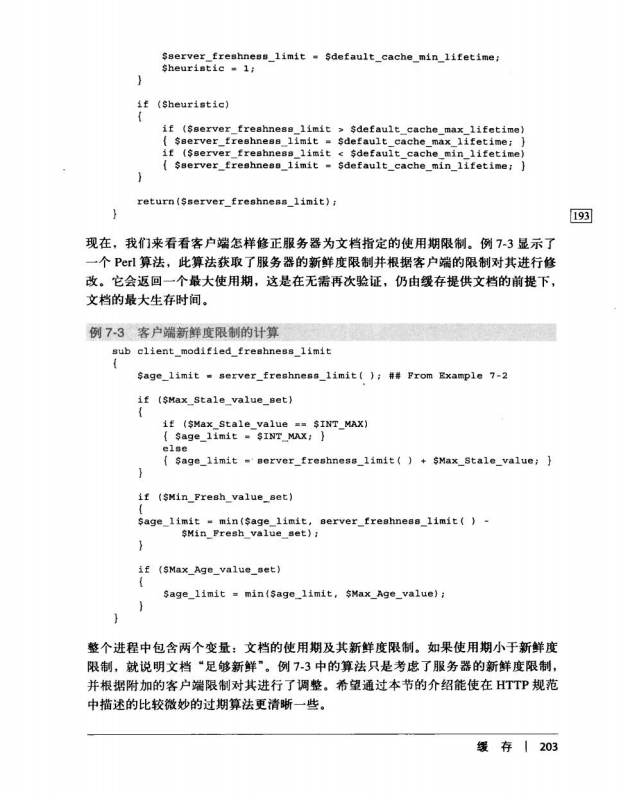 $server_freshness_limit = $default_cache_min_lifetime;
$heuristic = 1;
}
if ($heuristic)
{
if ($server_freshness_limit > $default_cache_max_lifetime)
{ $server_freshness_limit = $default_cache_max_lifetime; }
if ($server_freshness_limit < $default_cache_min_lifetime)
{ $server_freshness_limit = $default_cache_min_lifetime; }
}
return($server_freshness_limit);
}
193
现在，我们来看看客户端怎样修正服务器为文档指定的使用期限制。例 7-3 显示了
一个 Perl 算法，此算法获取了服务器的新鲜度限制并根据客户端的限制对其进行修
改。它会返回一个最大使用期，这是在无需再次验证，仍由缓存提供文档的前提下，
文档的最大生存时间。
例 7-3 客户端新鲜度限制的计算
sub client_modified_freshness_limit
{
$age_limit = server_freshness_limit( ); ## From Example 7-2
if ($Max_Stale_value_set)
{
if ($Max_Stale_value == $INT_MAX)
{ $age_limit = $INT_MAX; }
else
{ $age_limit = server_freshness_limit( ) + $Max_Stale_value; }
}
if ($Min_Fresh_value_set)
{
$age_limit = min($age_limit, server_freshness_limit( ) -
$Min_Fresh_value_set);
}
if ($Max_Age_value_set)
{
$age_limit = min($age_limit, $Max_Age_value);
}
}
整个进程中包含两个变量：文档的使用期及其新鲜度限制。如果使用期小于新鲜度
限制，就说明文档“足够新鲜”。例 7-3 中的算法只是考虑了服务器的新鲜度限制，
并根据附加的客户端限制对其进行了调整。希望通过本节的介绍能使在 HTTP 规范
中描述的比较微妙的过期算法更清晰一些。
缓 存 | 203